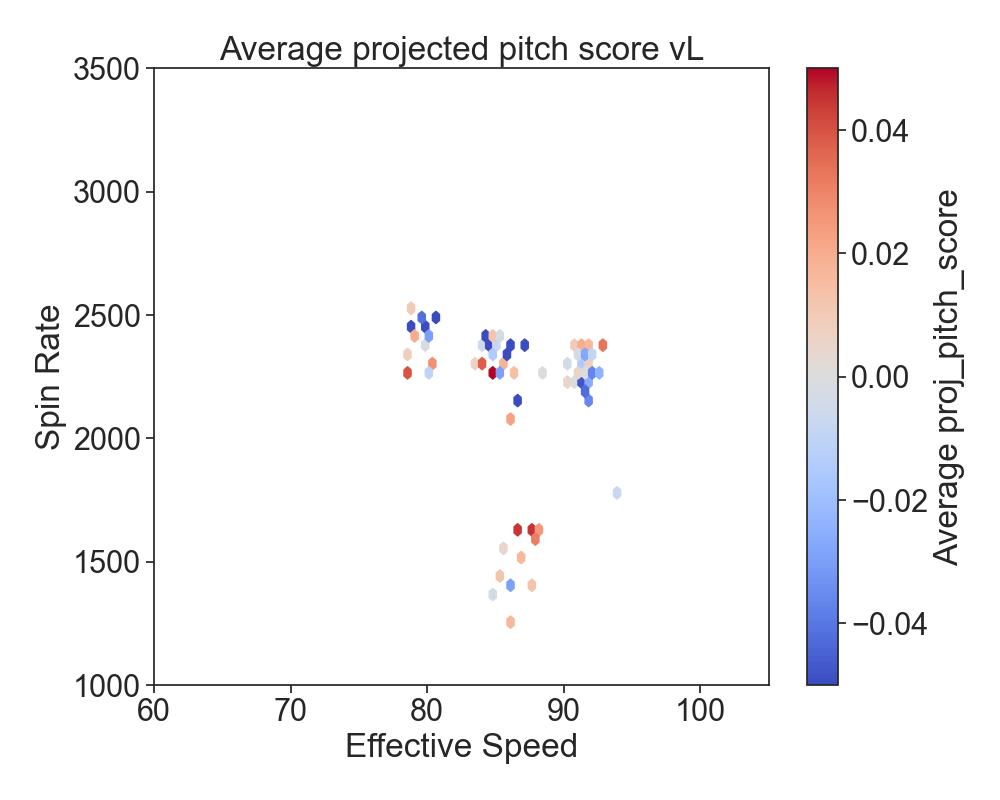 Average projected pitch score vL
3500
3000
2500
2000
1500
1000
Spin Rate
60 70 80 90 100
Effective Speed
0.04
0.02
0.00
−0.02
−0.04
Average proj_pitch_score